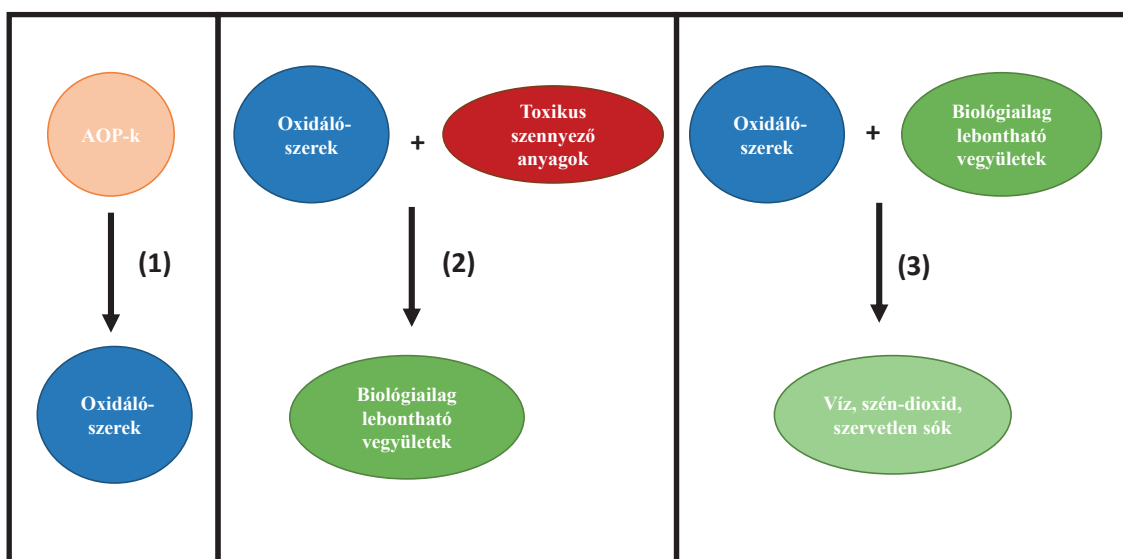 AOP-k
(1)
Oxidáló-
szerek
Oxidáló-
szerek
+
Toxikus
szennyező
anyagok
(2)
Biológiailag
lebontható
vegyületek
Oxidáló-
szerek
+
Biológiailag
lebontható
vegyületek
(3)
Víz, szén-dioxid,
szervetlen sók